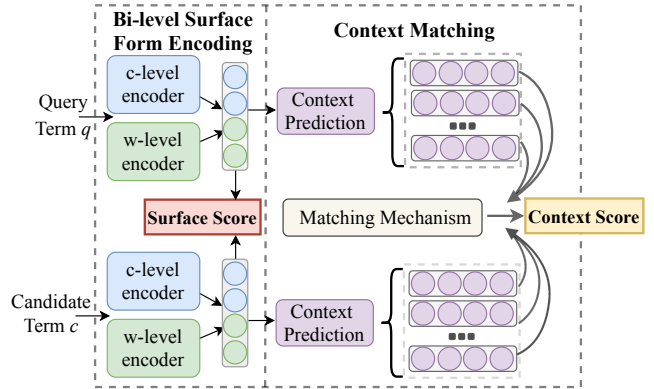 Bi-level Surface
Form Encoding
Context Matching
c-level
encoder
Query
Term q
w-level
encoder
Context
Prediction
Surface Score
Matching Mechanism
Context Score
c-level
encoder
Candidate
Term c
w-level
encoder
Context
Prediction